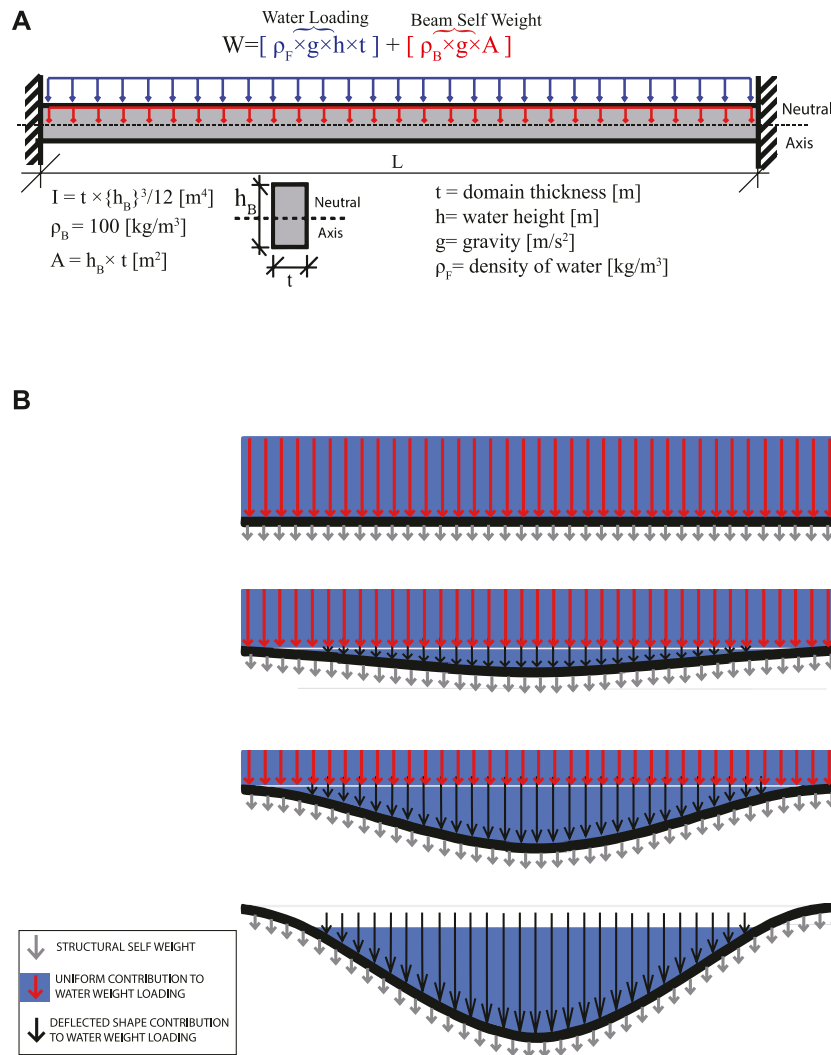 A
Water Loading Beam Self Weight
W=[ ρF×g×h×t ] + [ ρB×g×A ]
Neutral
Axis
L
I = t ×{hB}³/12 [m⁴]
ρB = 100 [kg/m³]
A = hB× t [m²]
hB
Neutral
Axis
t
t = domain thickness [m]
h= water height [m]
g= gravity [m/s²]
ρF= density of water [kg/m³]
B
STRUCTURAL SELF WEIGHT
UNIFORM CONTRIBUTION TO
WATER WEIGHT LOADING
DEFLECTED SHAPE CONTRIBUTION
TO WATER WEIGHT LOADING